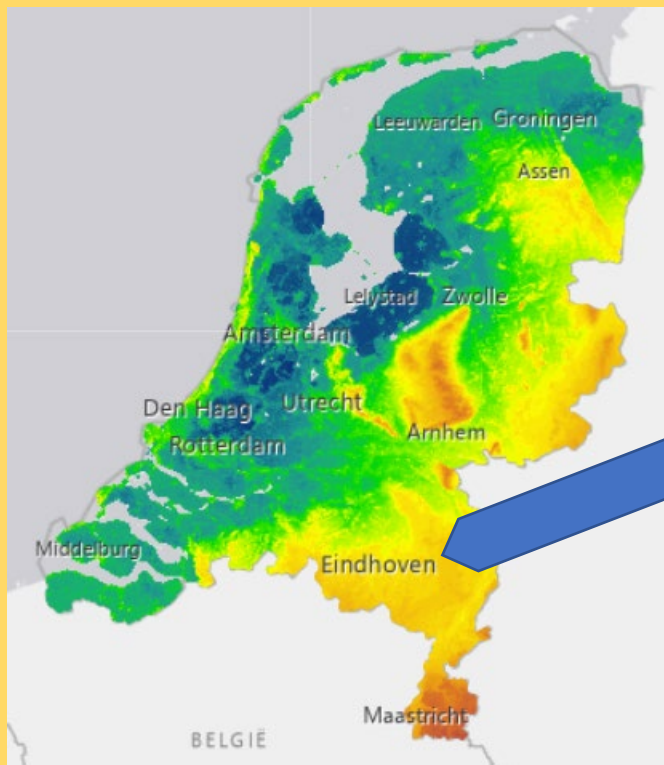 Leeuwarden Groningen
Assen
Lelystad Zwolle
Amsterdam
Den Haag Utrecht
Rotterdam Arnhem
Middelburg
Eindhoven
Maastricht
BELGIË